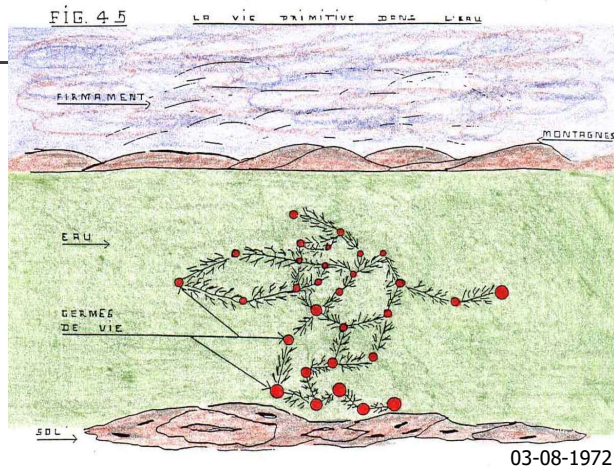 FIG. 45
LA VIE PRIMITIVE DANS L'EAU
FIRMAMENT
MONTAGNES
EAU
GERMES
DE VIE
SOL
03-08-1972